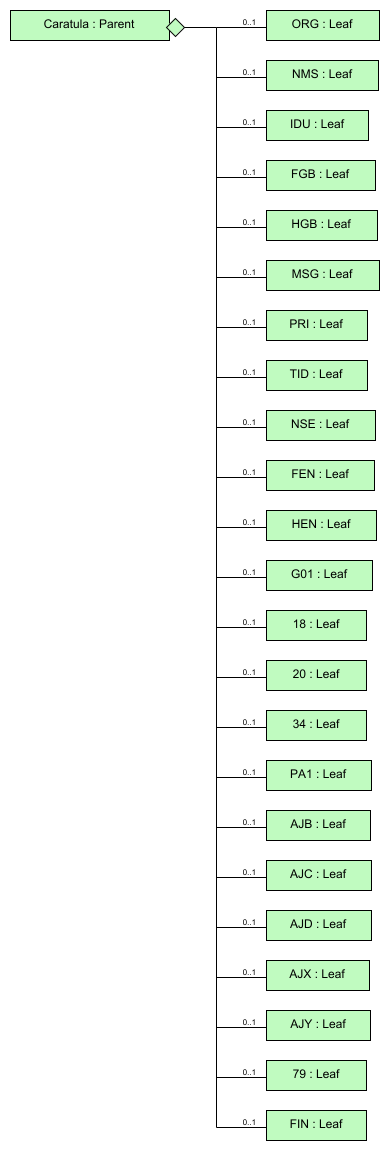 Caratula : Parent
0..1 ORG : Leaf
0..1 NMS : Leaf
0..1 IDU : Leaf
0..1 FGB : Leaf
0..1 HGB : Leaf
0..1 MSG : Leaf
0..1 PRI : Leaf
0..1 TID : Leaf
0..1 NSE : Leaf
0..1 FEN : Leaf
0..1 HEN : Leaf
0..1 G01 : Leaf
0..1 18 : Leaf
0..1 20 : Leaf
0..1 34 : Leaf
0..1 PA1 : Leaf
0..1 AJB : Leaf
0..1 AJC : Leaf
0..1 AJD : Leaf
0..1 AJX : Leaf
0..1 AJY : Leaf
0..1 79 : Leaf
0..1 FIN : Leaf